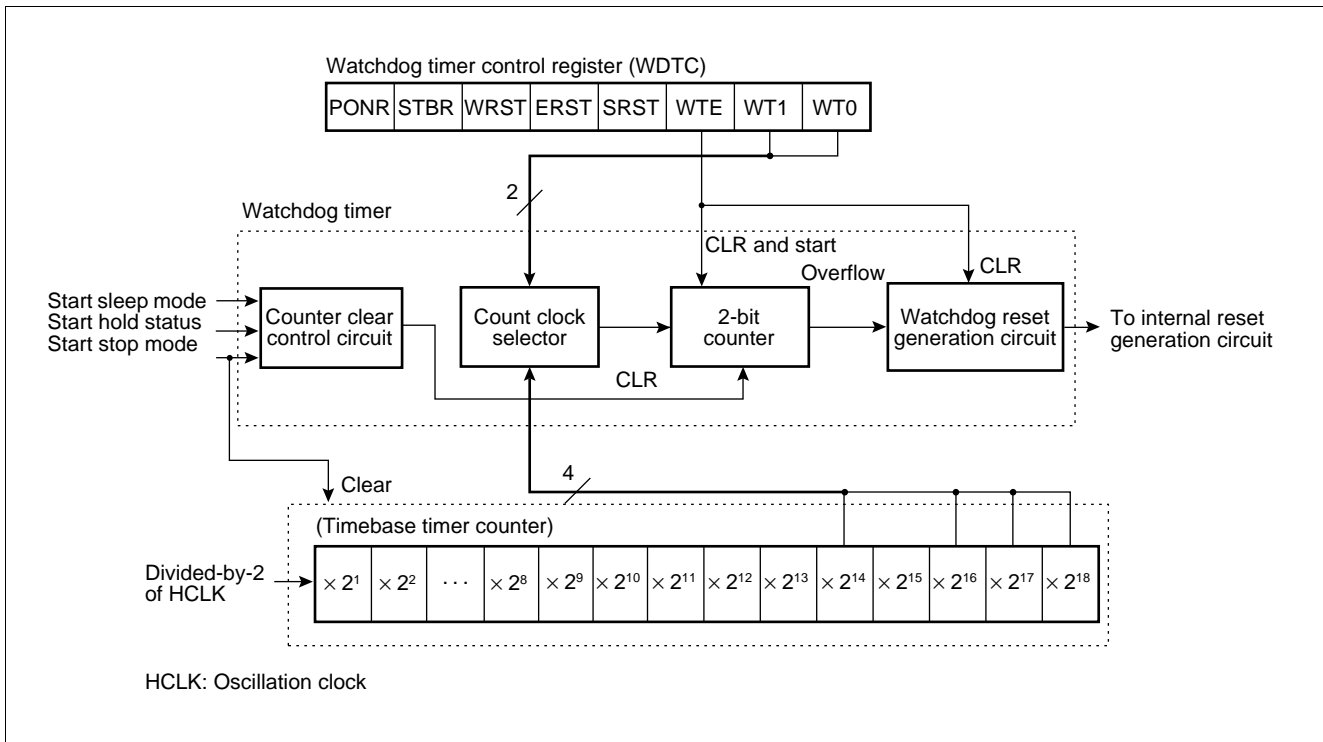 Watchdog timer control register (WDTC)
PONR STBR WRST ERST SRST WTE WT1 WT0
2
Watchdog timer
CLR and start
Overflow
CLR
Start sleep mode
Start hold status
Start stop mode
Counter clear
control circuit
Count clock
selector
2-bit
counter
Watchdog reset
generation circuit
To internal reset
generation circuit
CLR
4
Clear
(Timebase timer counter)
Divided-by-2
of HCLK
× 2¹ × 2² ··· × 2⁸ × 2⁹ × 2¹⁰ × 2¹¹ × 2¹² × 2¹³ × 2¹⁴ × 2¹⁵ × 2¹⁶ × 2¹⁷ × 2¹⁸
HCLK: Oscillation clock